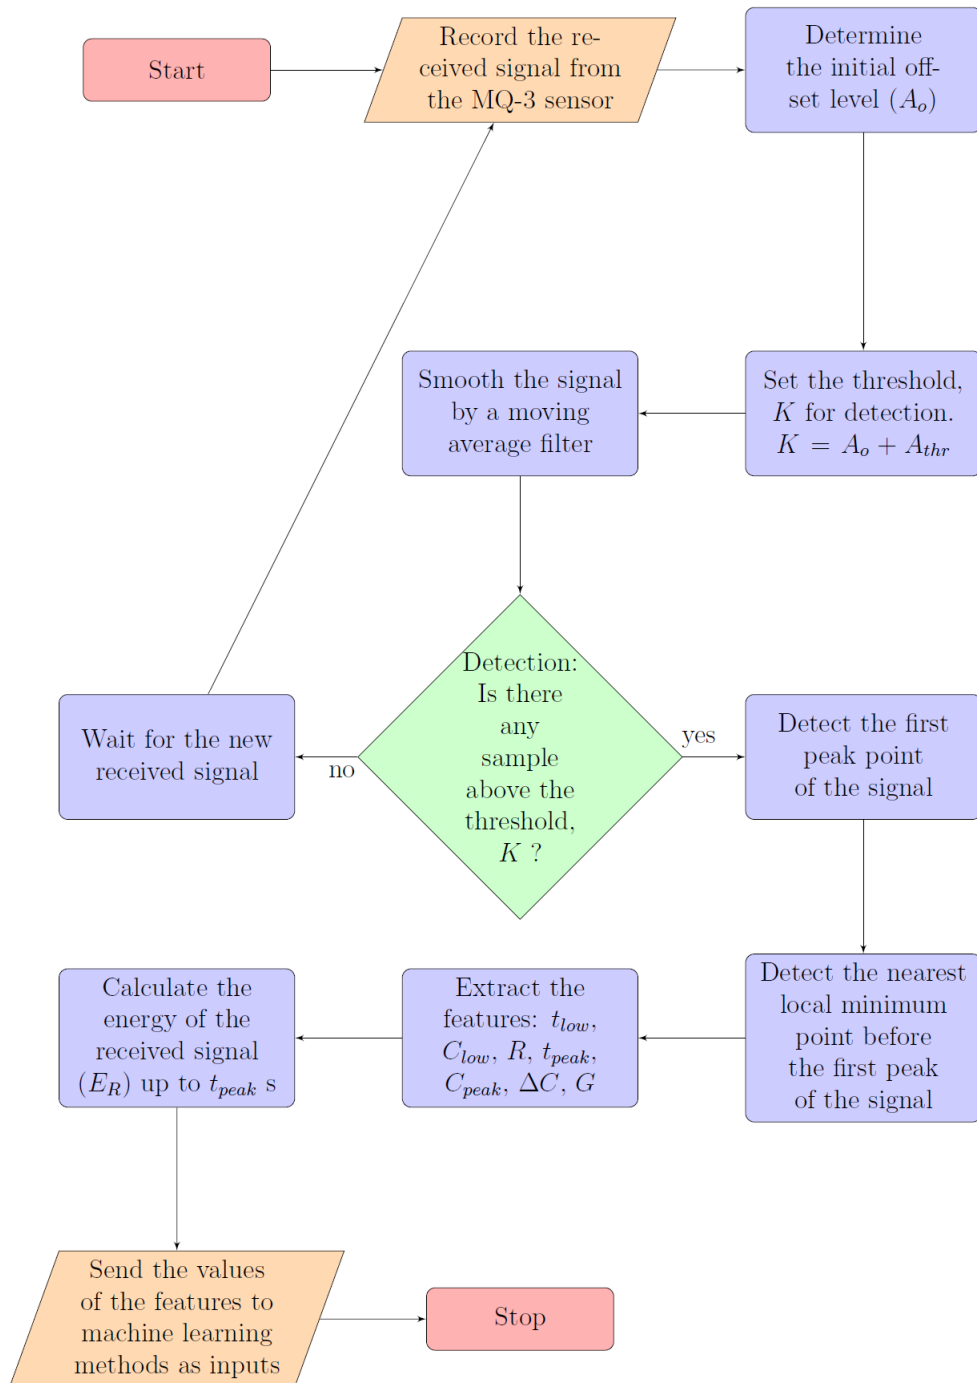 Start
Record the re-
ceived signal from
the MQ-3 sensor
Determine
the initial off-
set level (A_o)
Set the threshold,
K for detection.
K = A_o + A_thr
Smooth the signal
by a moving
average filter
Detection:
Is there
any
sample
above the
threshold,
K ?
no
yes
Wait for the new
received signal
Detect the first
peak point
of the signal
Detect the nearest
local minimum
point before
the first peak
of the signal
Extract the
features: t_low,
C_low, R, t_peak,
C_peak, ΔC, G
Calculate the
energy of the
received signal
(E_R) up to t_peak s
Send the values
of the features to
machine learning
methods as inputs
Stop